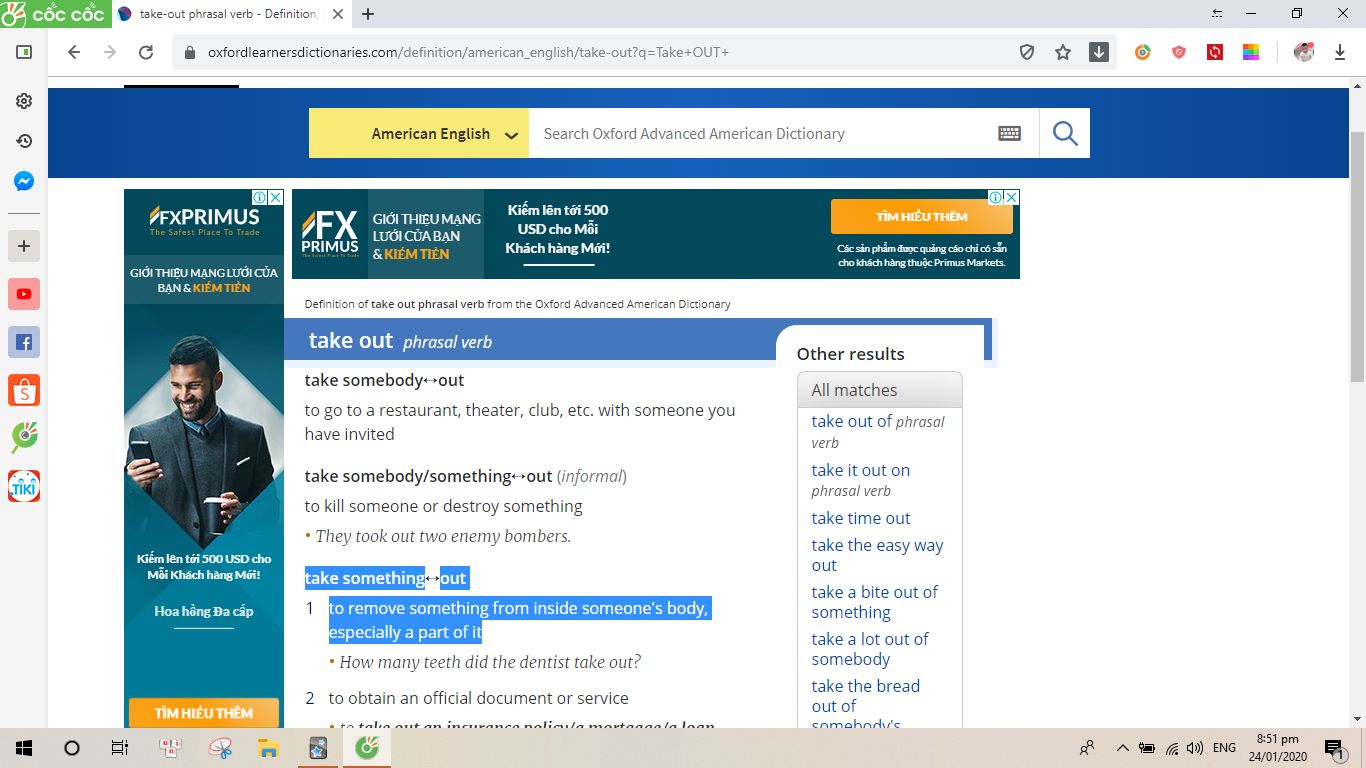 cốc cốc
take-out phrasal verb - Definition,
oxfordlearnersdictionaries.com/definition/american_english/take-out?q=Take+OUT+
American English
Search Oxford Advanced American Dictionary
FXPRIMUS
The Safest Place To Trade
GIỚI THIỆU MẠNG LƯỚI CỦA
BẠN & KIẾM TIỀN
Kiếm lên tới 500 USD cho
Mỗi Khách hàng Mới!
Hoa hồng Đa cấp
TÌM HIỂU THÊM
FX
PRIMUS
The Safest Place To Trade
GIỚI THIỆU MẠNG
LƯỚI CỦA BẠN
& KIẾM TIỀN
Kiếm lên tới 500
USD cho Mỗi
Khách hàng Mới!
TÌM HIỂU THÊM
Các sản phẩm được quảng cáo chỉ có sẵn
cho khách hàng thuộc Primus Markets.
Definition of take out phrasal verb from the Oxford Advanced American Dictionary
take out phrasal verb
take somebody↔out
to go to a restaurant, theater, club, etc. with someone you
have invited
take somebody/something↔out (informal)
to kill someone or destroy something
• They took out two enemy bombers.
take something↔out
1 to remove something from inside someone's body,
especially a part of it
• How many teeth did the dentist take out?
2 to obtain an official document or service
• to take out an insurance policy/a mortgage/a loan
Other results
All matches
take out of phrasal
verb
take it out on
phrasal verb
take time out
take the easy way
out
take a bite out of
something
take a lot out of
somebody
take the bread
out of
somebody's
TIKI
ENG
8:51 pm
24/01/2020
1